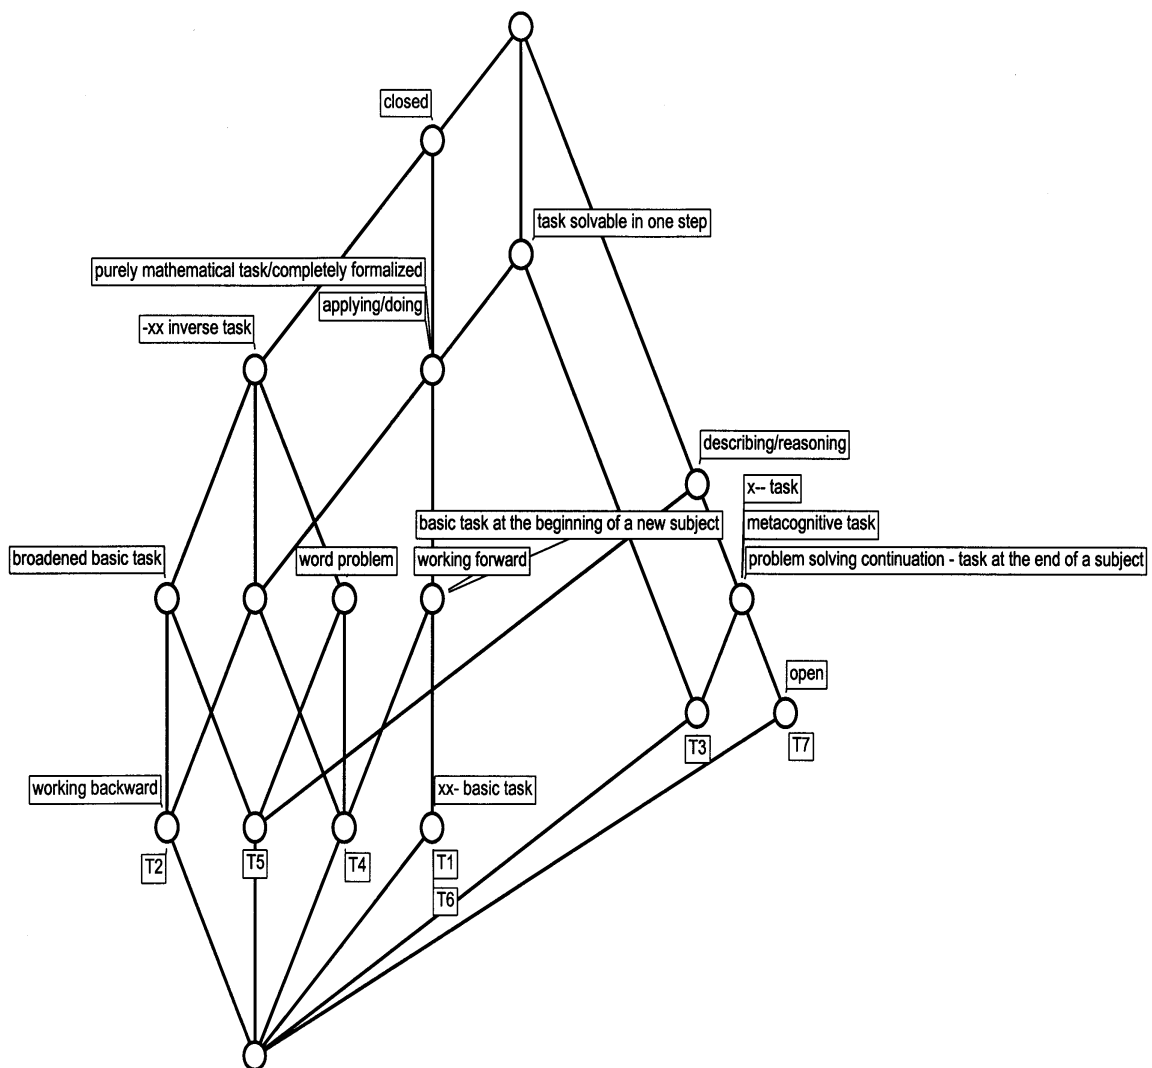 closed
task solvable in one step
purely mathematical task/completely formalized
applying/doing
-xx inverse task
describing/reasoning
x-- task
basic task at the beginning of a new subject
metacognitive task
broadened basic task
word problem
working forward
problem solving continuation - task at the end of a subject
open
T3
T7
working backward
xx- basic task
T2
T5
T4
T1
T6